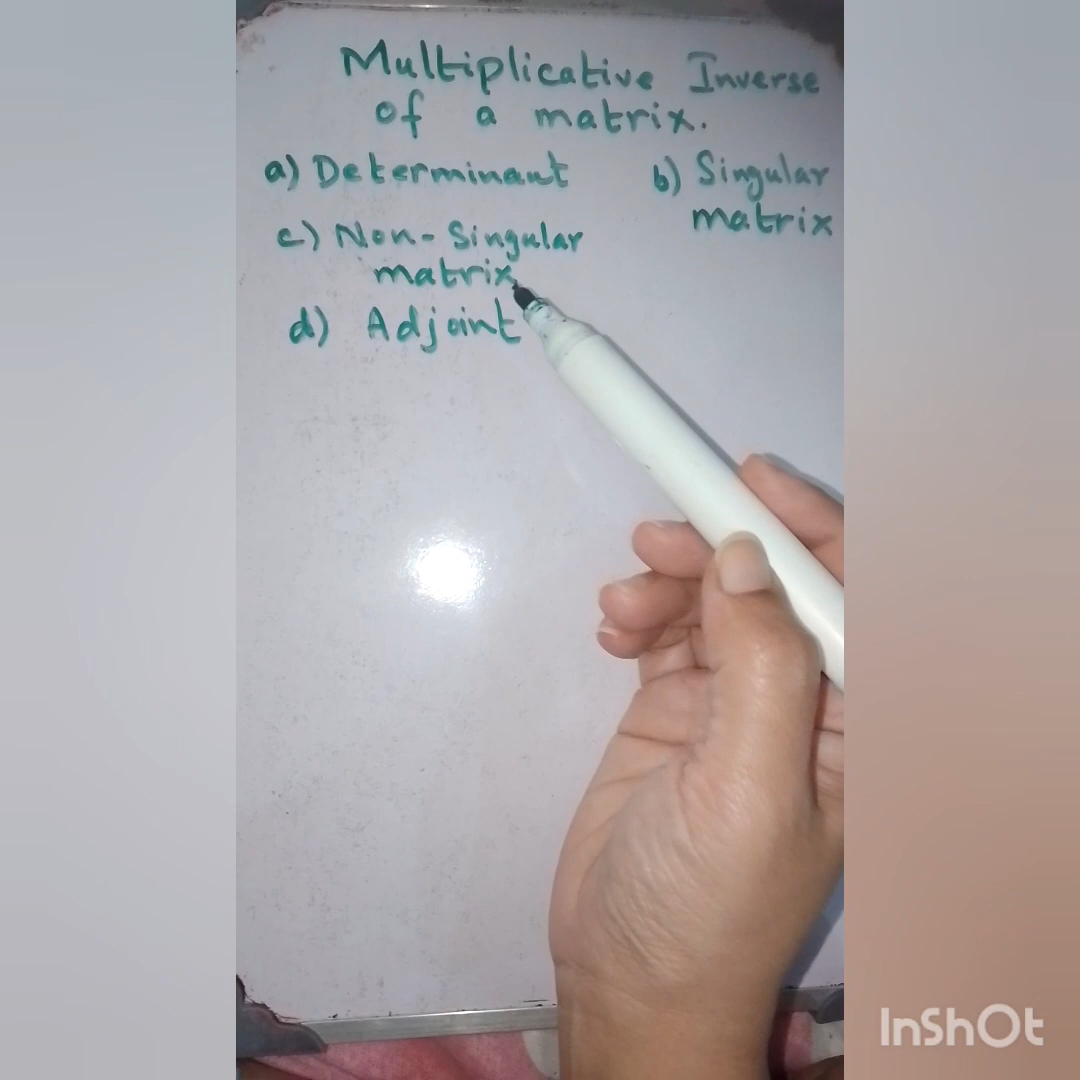 Multiplicative Inverse
of a matrix.
a) Determinant
b) Singular
matrix
c) Non-Singular
matrix
d) Adjoint
InShOt